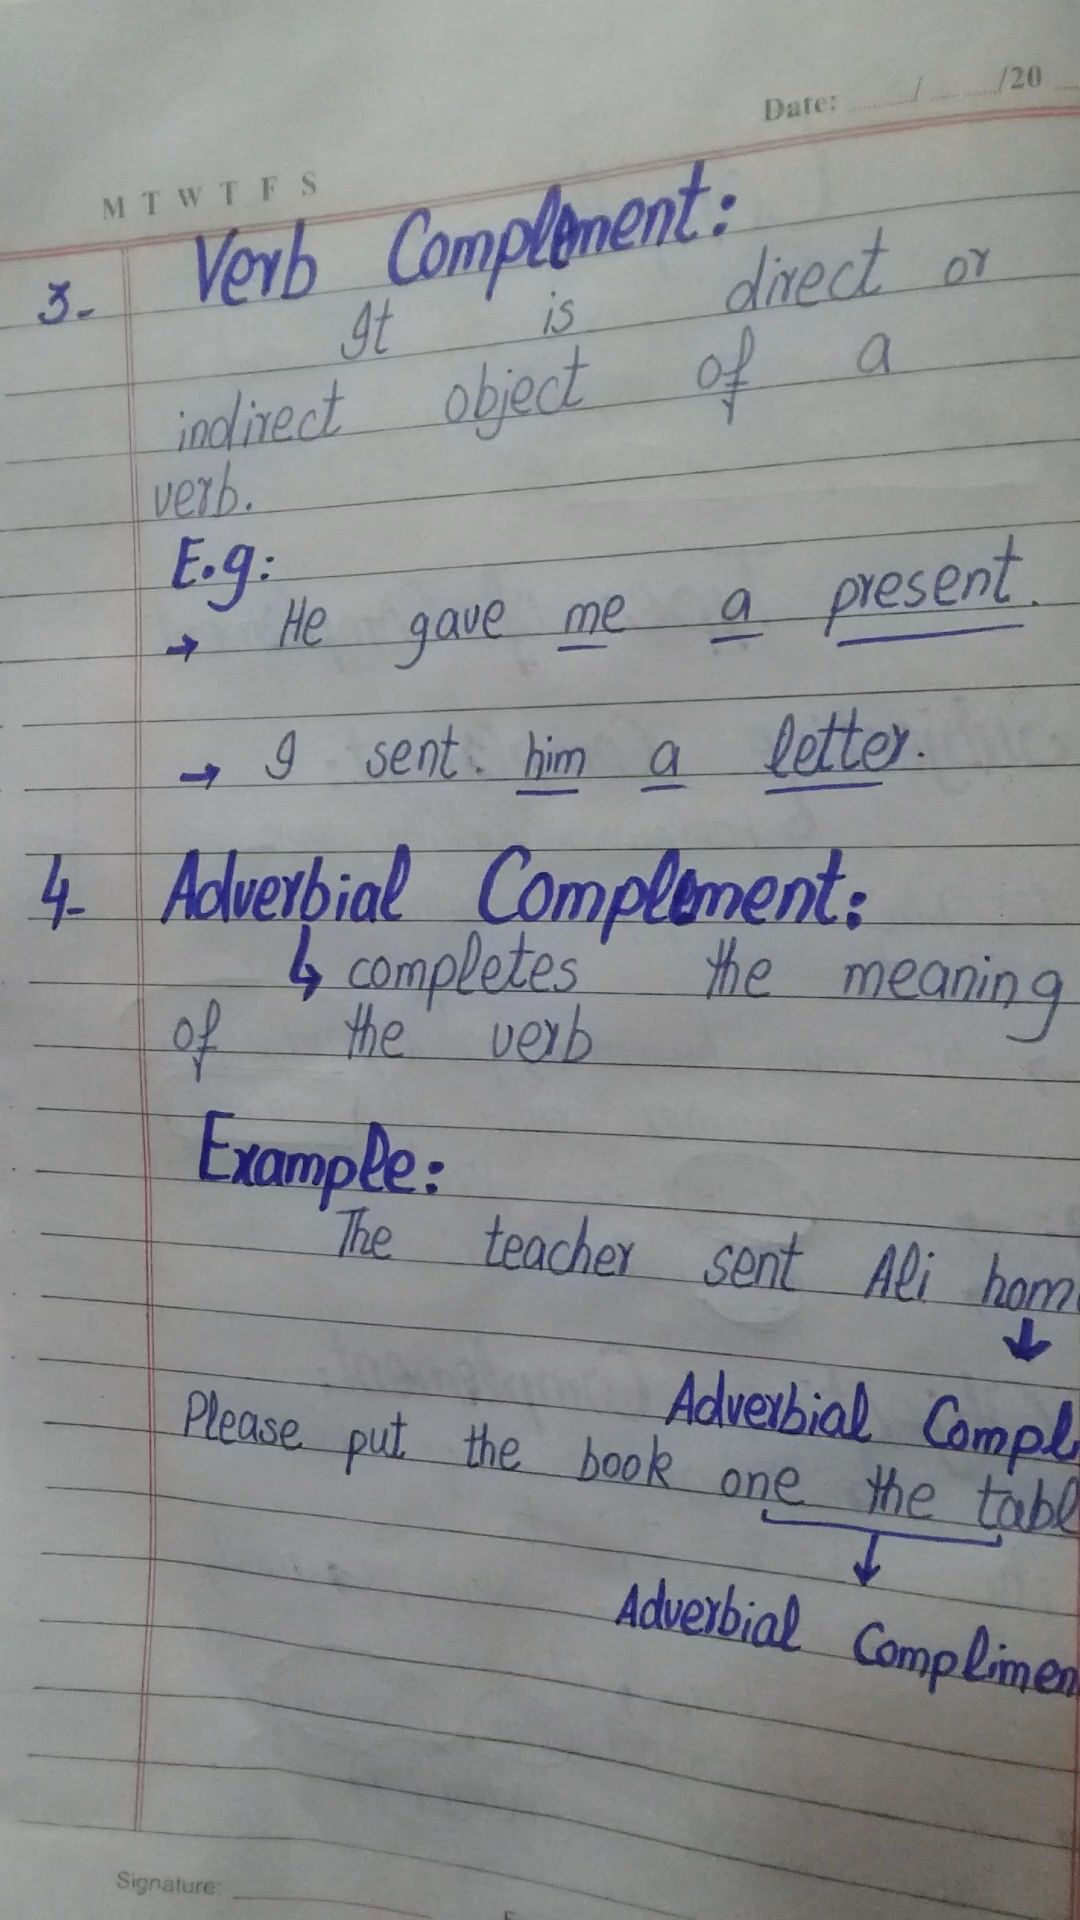 Date: ....../....../20
M T W T F S
3- Verb Complement:
It is direct or
indirect object of a
verb.
E.g:
→ He gave me a present.
→ I sent. him a letter.
4- Adverbial Complement:
↳ completes the meaning
of the verb
Example:
The teacher sent Ali hom
↓
Adverbial Compl
Please put the book one the tabl
↓
Adverbial Complimen
Signature: